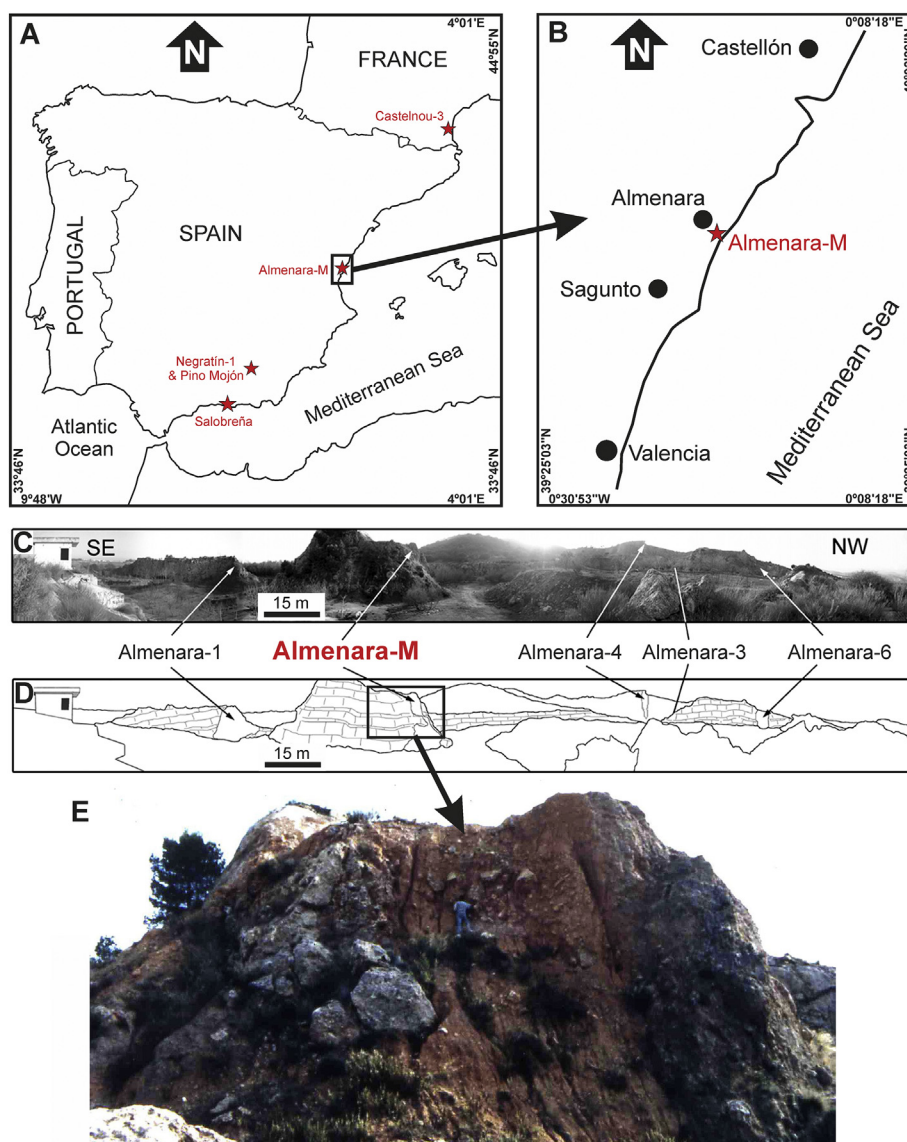 A
N
FRANCE
4°01'E
44°55'N
Castelnou-3
PORTUGAL
SPAIN
Almenara-M
Negratín-1
& Pino Mojón
Salobreña
Mediterranean Sea
Atlantic
Ocean
33°46'N
9°48'W
4°01'E
33°46'N
B
N
0°08'18"E
Castellón
Almenara
Almenara-M
Sagunto
Mediterranean Sea
Valencia
39°25'03"N
0°30'53"W
0°08'18"E
C
SE
NW
15 m
Almenara-1
Almenara-M
Almenara-4
Almenara-3
Almenara-6
D
15 m
E